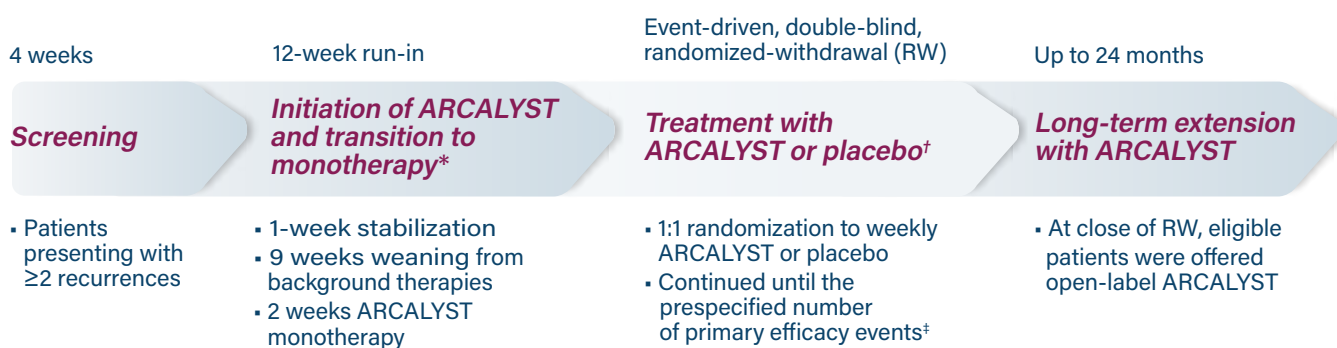 4 weeks
Screening
▪ Patients
presenting with
≥2 recurrences
12-week run-in
Initiation of ARCALYST
and transition to
monotherapy*
▪ 1-week stabilization
▪ 9 weeks weaning from
background therapies
▪ 2 weeks ARCALYST
monotherapy
Event-driven, double-blind,
randomized-withdrawal (RW)
Treatment with
ARCALYST or placebo†
▪ 1:1 randomization to weekly
ARCALYST or placebo
▪ Continued until the
prespecified number
of primary efficacy events‡
Up to 24 months
Long-term extension
with ARCALYST
▪ At close of RW, eligible
patients were offered
open-label ARCALYST